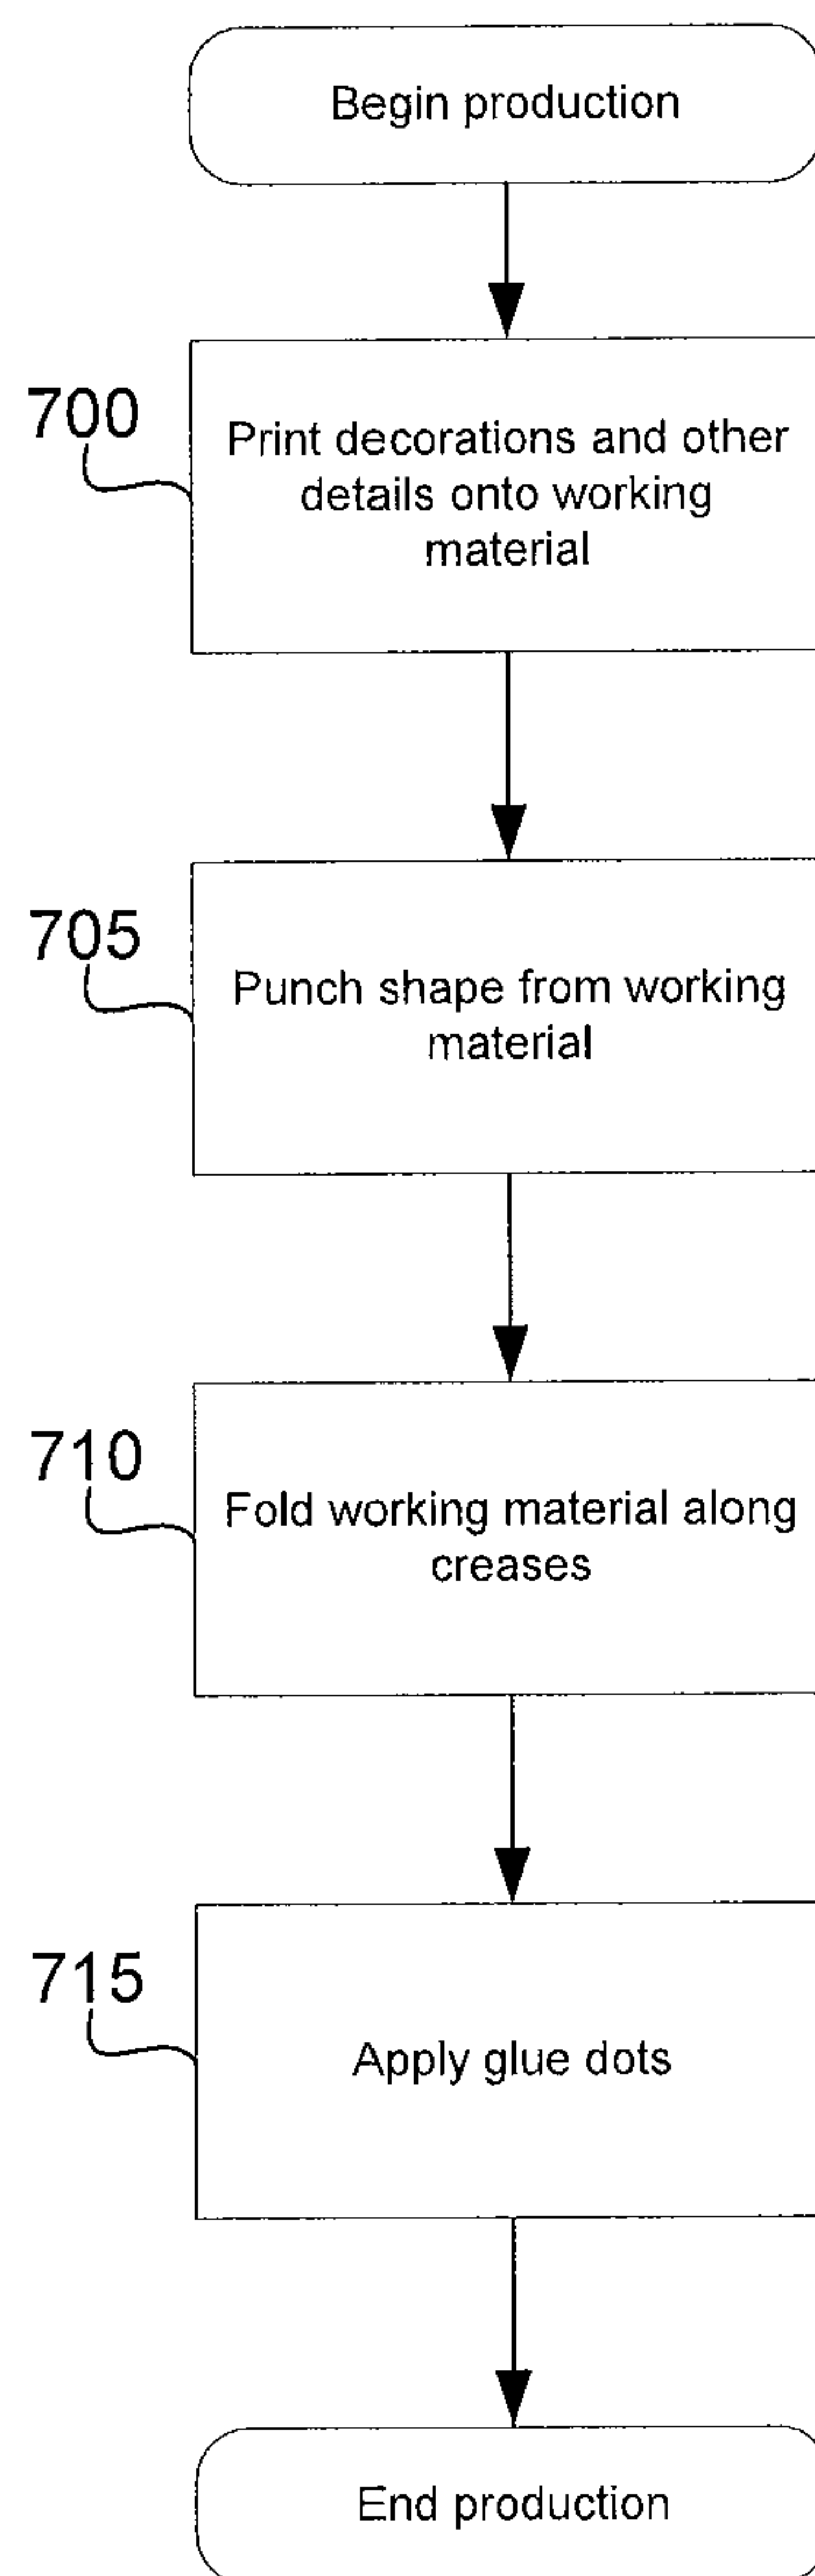 Begin production
700
Print decorations and other
details onto working
material
705
Punch shape from working
material
710
Fold working material along
creases
715
Apply glue dots
End production